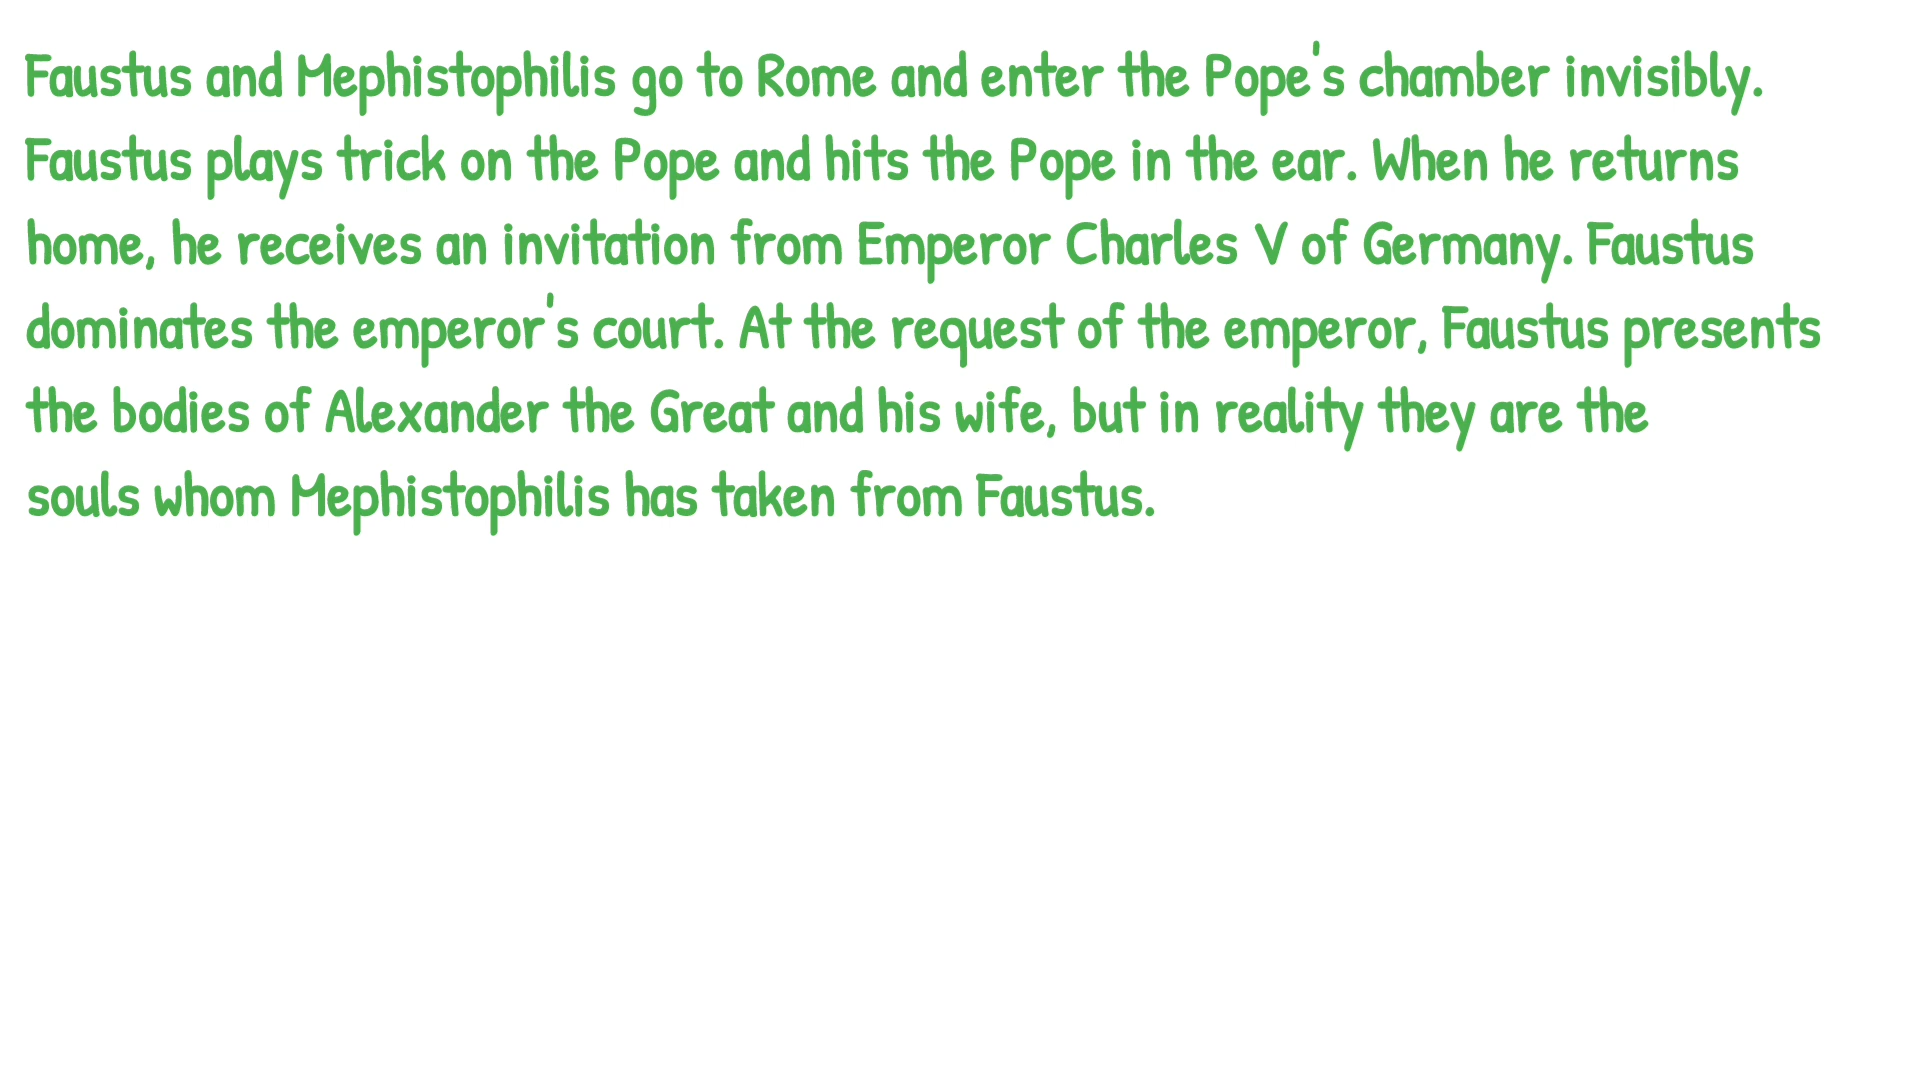 Faustus and Mephistophilis go to Rome and enter the Pope's chamber invisibly.
Faustus plays trick on the Pope and hits the Pope in the ear. When he returns
home, he receives an invitation from Emperor Charles V of Germany. Faustus
dominates the emperor's court. At the request of the emperor, Faustus presents
the bodies of Alexander the Great and his wife, but in reality they are the
souls whom Mephistophilis has taken from Faustus.